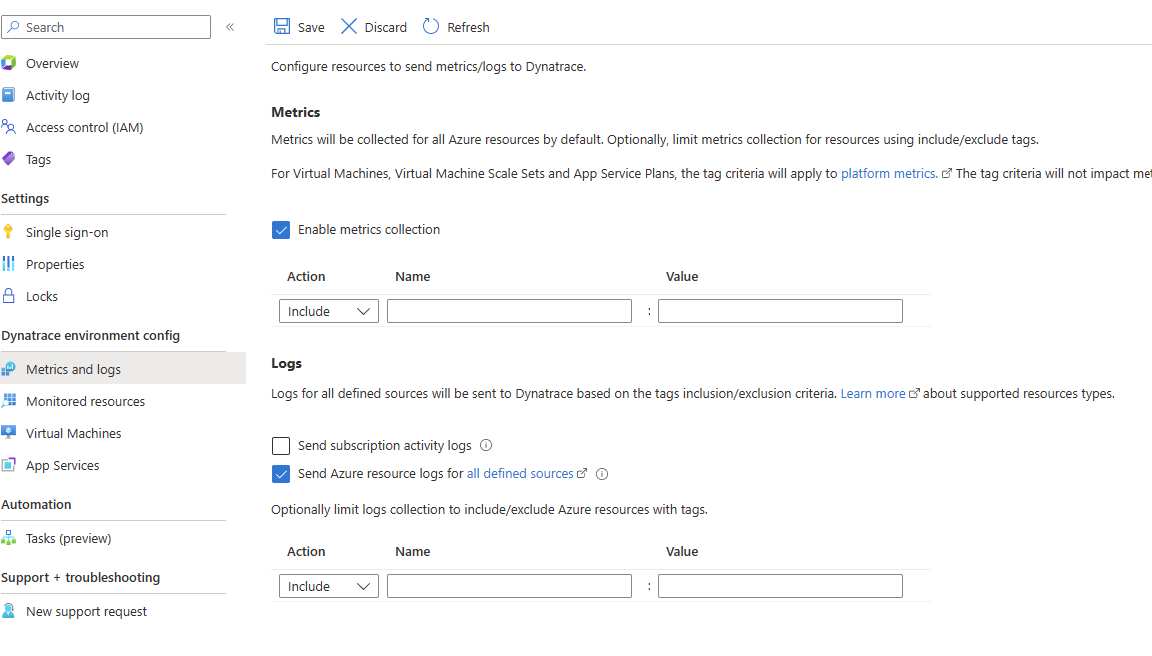 Search
«
Overview
Activity log
Access control (IAM)
Tags
Settings
Single sign-on
Properties
Locks
Dynatrace environment config
Metrics and logs
Monitored resources
Virtual Machines
App Services
Automation
Tasks (preview)
Support + troubleshooting
New support request
Save Discard Refresh
Configure resources to send metrics/logs to Dynatrace.
Metrics
Metrics will be collected for all Azure resources by default. Optionally, limit metrics collection for resources using include/exclude tags.
For Virtual Machines, Virtual Machine Scale Sets and App Service Plans, the tag criteria will apply to platform metrics. The tag criteria will not impact met
Enable metrics collection
Action Name Value
Include :
Logs
Logs for all defined sources will be sent to Dynatrace based on the tags inclusion/exclusion criteria. Learn more about supported resources types.
Send subscription activity logs
Send Azure resource logs for all defined sources
Optionally limit logs collection to include/exclude Azure resources with tags.
Action Name Value
Include :